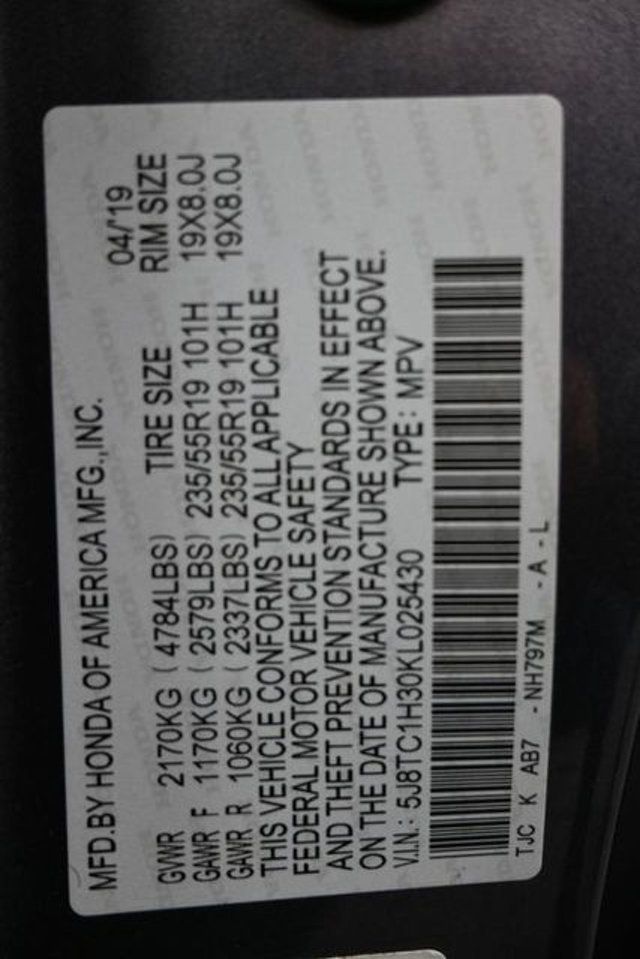 MFD.BY HONDA OF AMERICA MFG.,INC. 04/'19
GVWR 2170KG (4784LBS) TIRE SIZE RIM SIZE
GAWR F 1170KG (2579LBS) 235/55R19 101H 19X8.0J
GAWR R 1060KG (2337LBS) 235/55R19 101H 19X8.0J
THIS VEHICLE CONFORMS TO ALL APPLICABLE
FEDERAL MOTOR VEHICLE SAFETY
AND THEFT PREVENTION STANDARDS IN EFFECT
ON THE DATE OF MANUFACTURE SHOWN ABOVE.
V.I.N.: 5J8TC1H30KL025430 TYPE: MPV
TJC K AB7 - NH797M - A - L